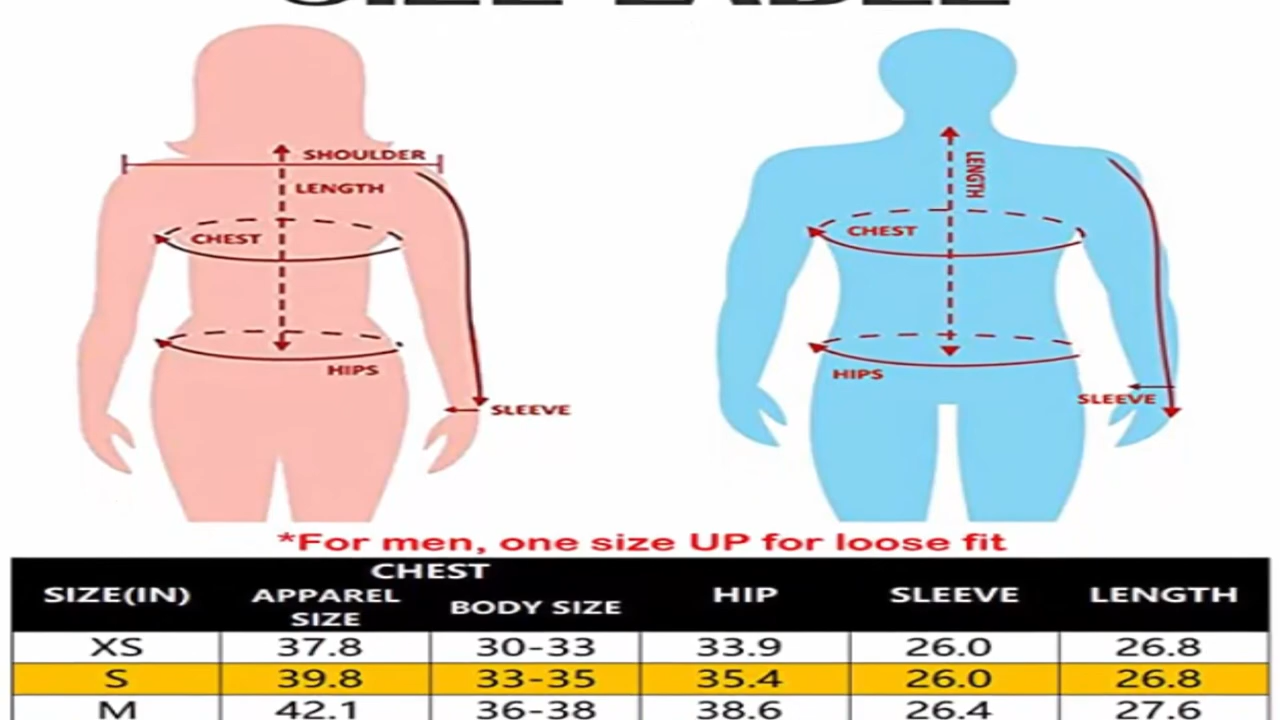 SHOULDER
LENGTH
CHEST
HIPS
SLEEVE
LENGTH
CHEST
HIPS
SLEEVE
*For men, one size UP for loose fit
SIZE(IN) CHEST HIP SLEEVE LENGTH
APPAREL SIZE BODY SIZE
XS 37.8 30-33 33.9 26.0 26.8
S 39.8 33-35 35.4 26.0 26.8
M 42.1 36-38 38.6 26.4 27.6